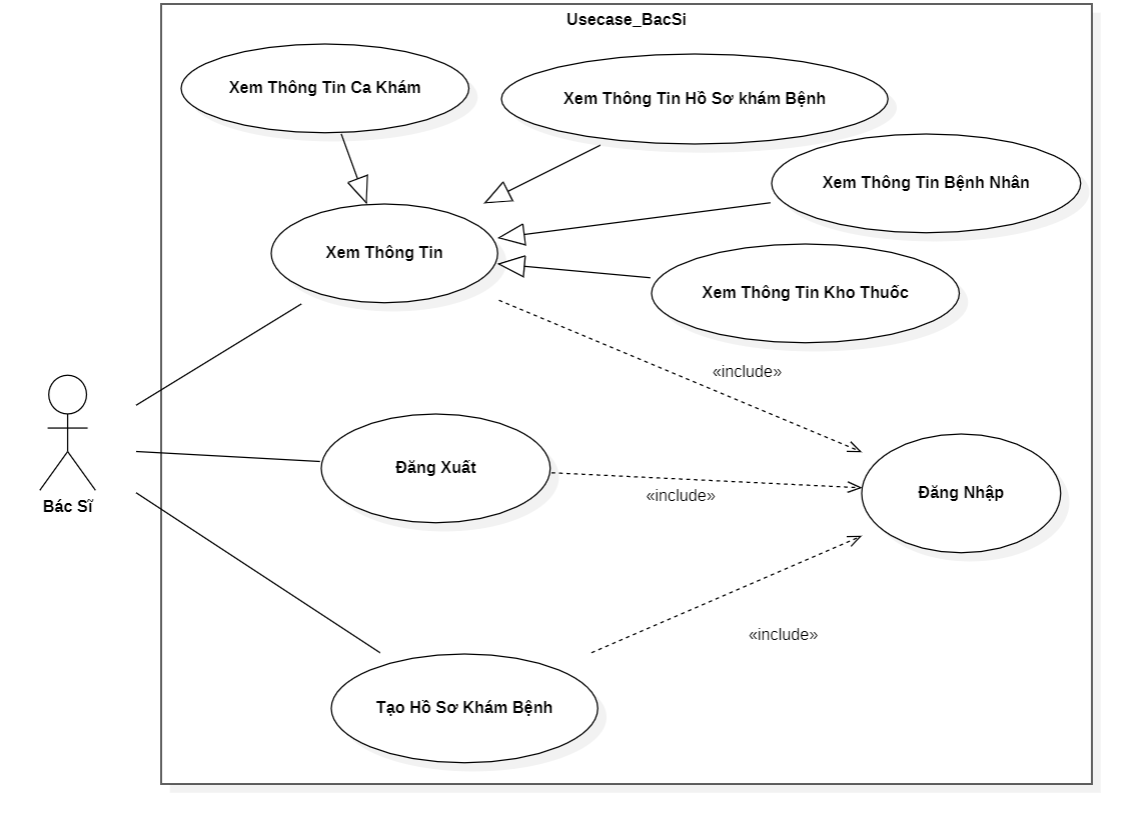 Usecase_BacSi
Xem Thông Tin Ca Khám
Xem Thông Tin Hồ Sơ khám Bệnh
Xem Thông Tin Bệnh Nhân
Xem Thông Tin
Xem Thông Tin Kho Thuốc
«include»
Đăng Xuất
«include»
Đăng Nhập
Bác Sĩ
«include»
Tạo Hồ Sơ Khám Bệnh